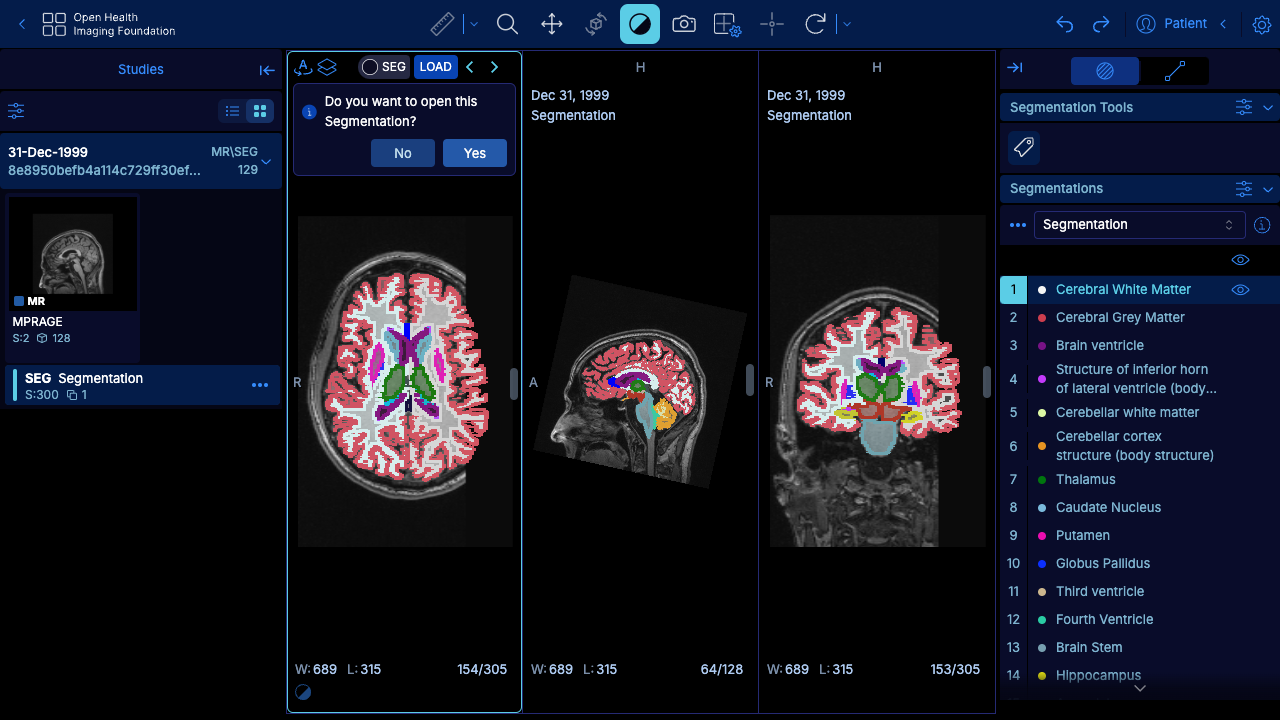 Open Health
Imaging Foundation
Patient
Studies
31-Dec-1999
MR\SEG
8e8950befb4a114c729ff30ef...
129
MR
MPRAGE
S:2 128
SEG Segmentation
S:300 1
SEG
LOAD
Do you want to open this
Segmentation?
No
Yes
R
W:689 L:315
154/305
H
Dec 31, 1999
Segmentation
A
W:689 L:315
64/128
H
Dec 31, 1999
Segmentation
R
W:689 L:315
153/305
Segmentation Tools
Segmentations
Segmentation
1 Cerebral White Matter
2 Cerebral Grey Matter
3 Brain ventricle
4 Structure of inferior horn
of lateral ventricle (body...
5 Cerebellar white matter
6 Cerebellar cortex
structure (body structure)
7 Thalamus
8 Caudate Nucleus
9 Putamen
10 Globus Pallidus
11 Third ventricle
12 Fourth Ventricle
13 Brain Stem
14 Hippocampus